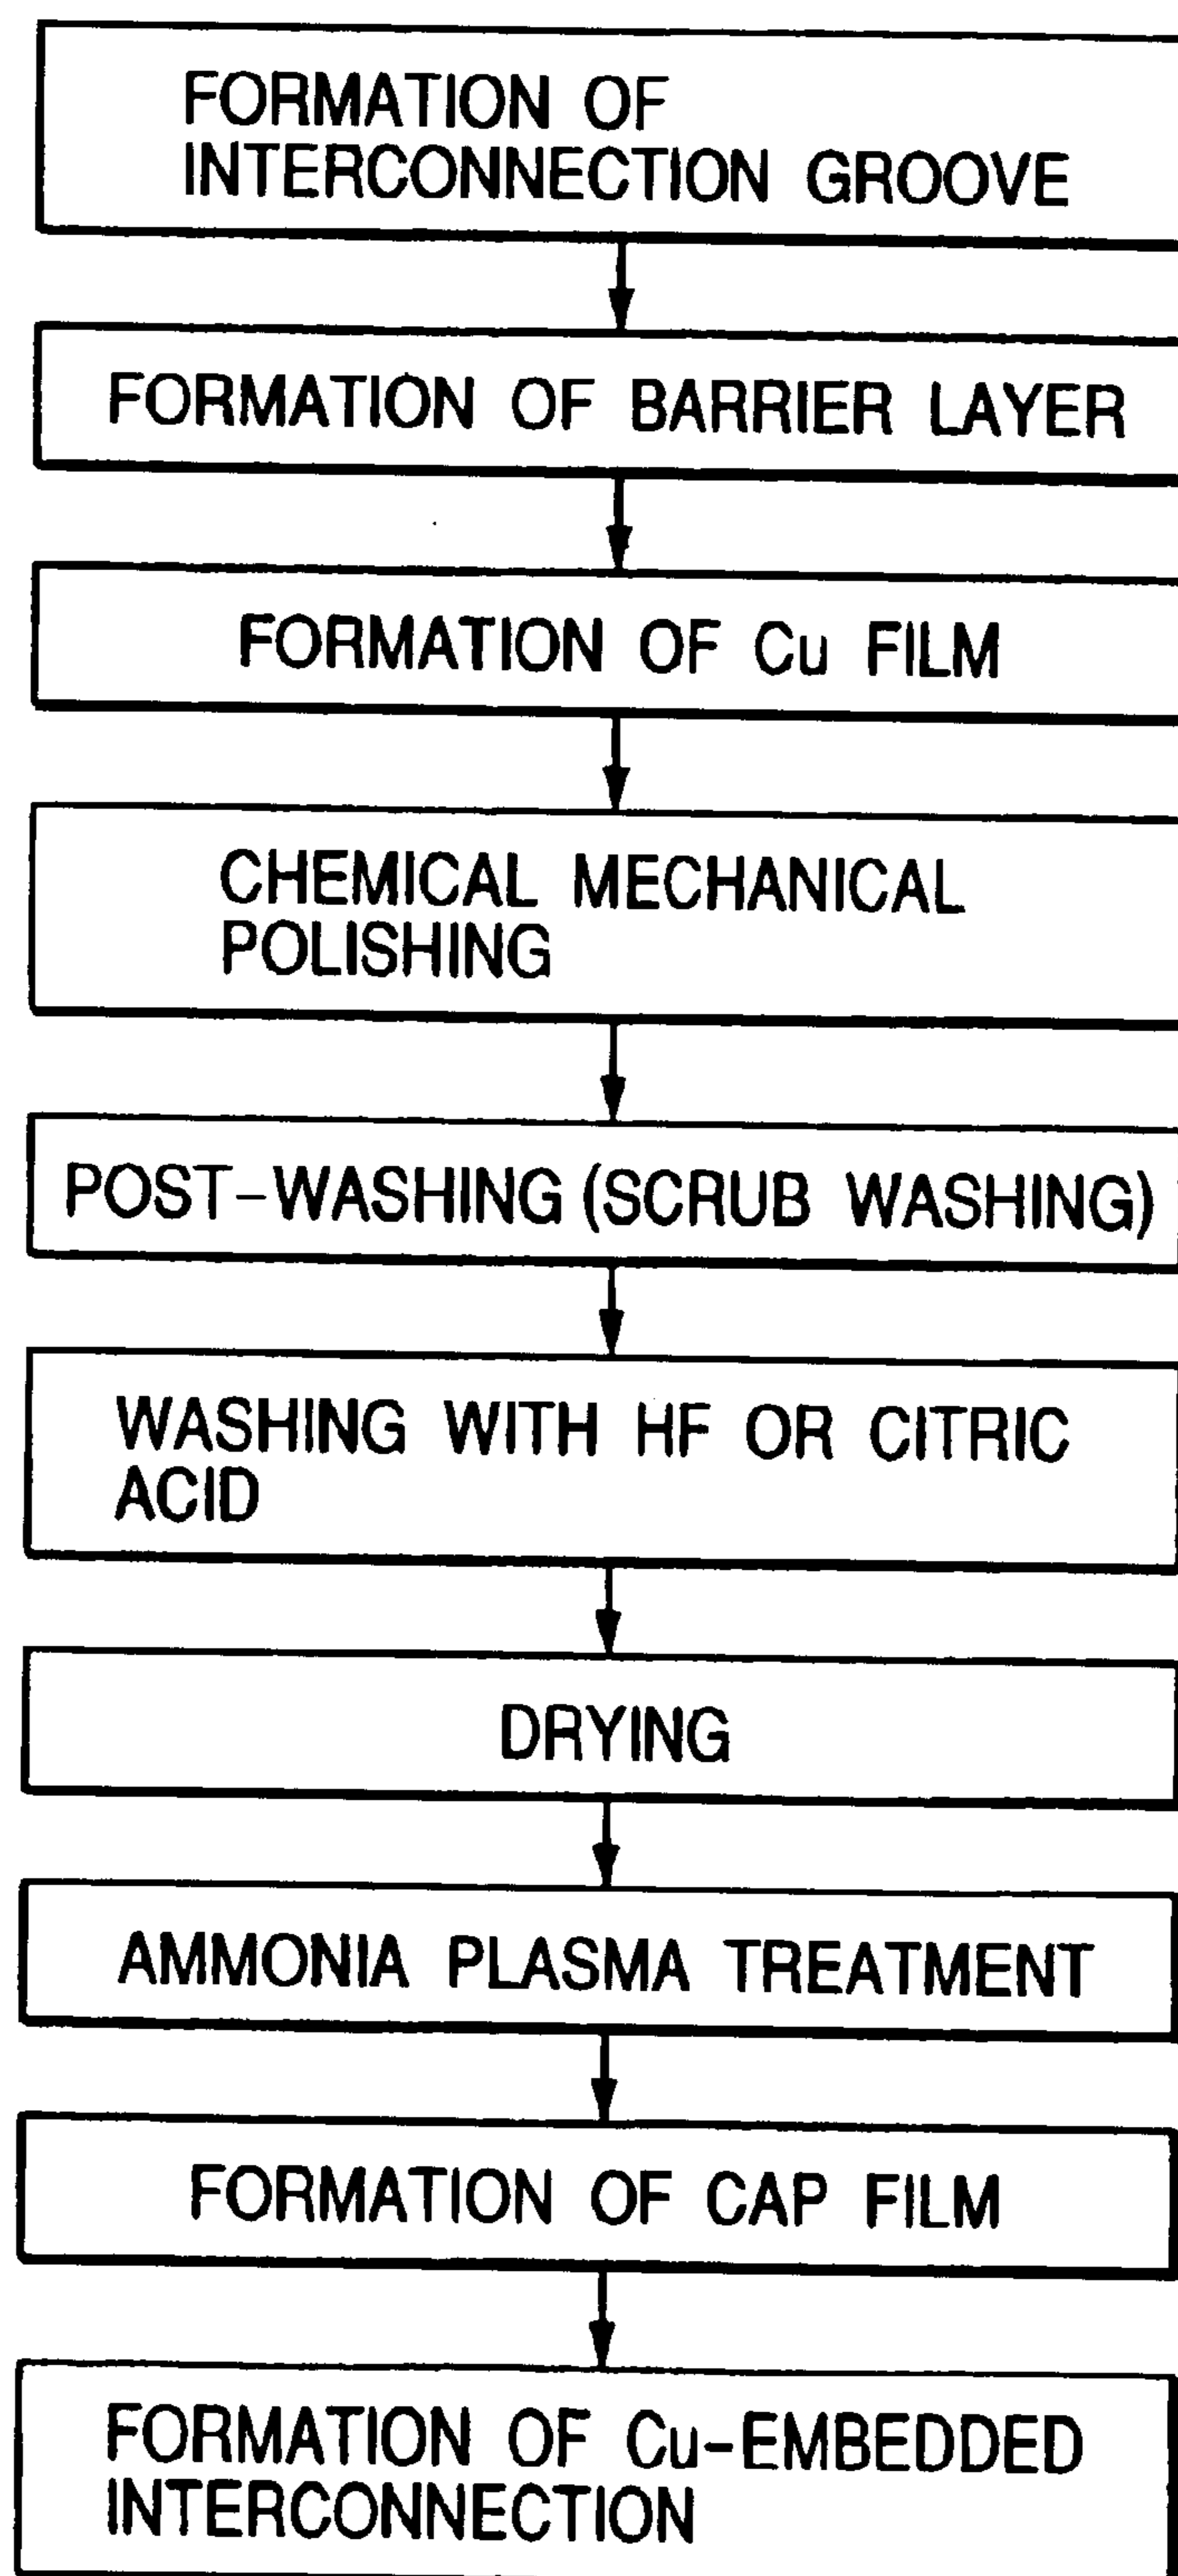 FORMATION OF
INTERCONNECTION GROOVE
FORMATION OF BARRIER LAYER
FORMATION OF Cu FILM
CHEMICAL MECHANICAL
POLISHING
POST-WASHING (SCRUB WASHING)
WASHING WITH HF OR CITRIC
ACID
DRYING
AMMONIA PLASMA TREATMENT
FORMATION OF CAP FILM
FORMATION OF Cu-EMBEDDED
INTERCONNECTION